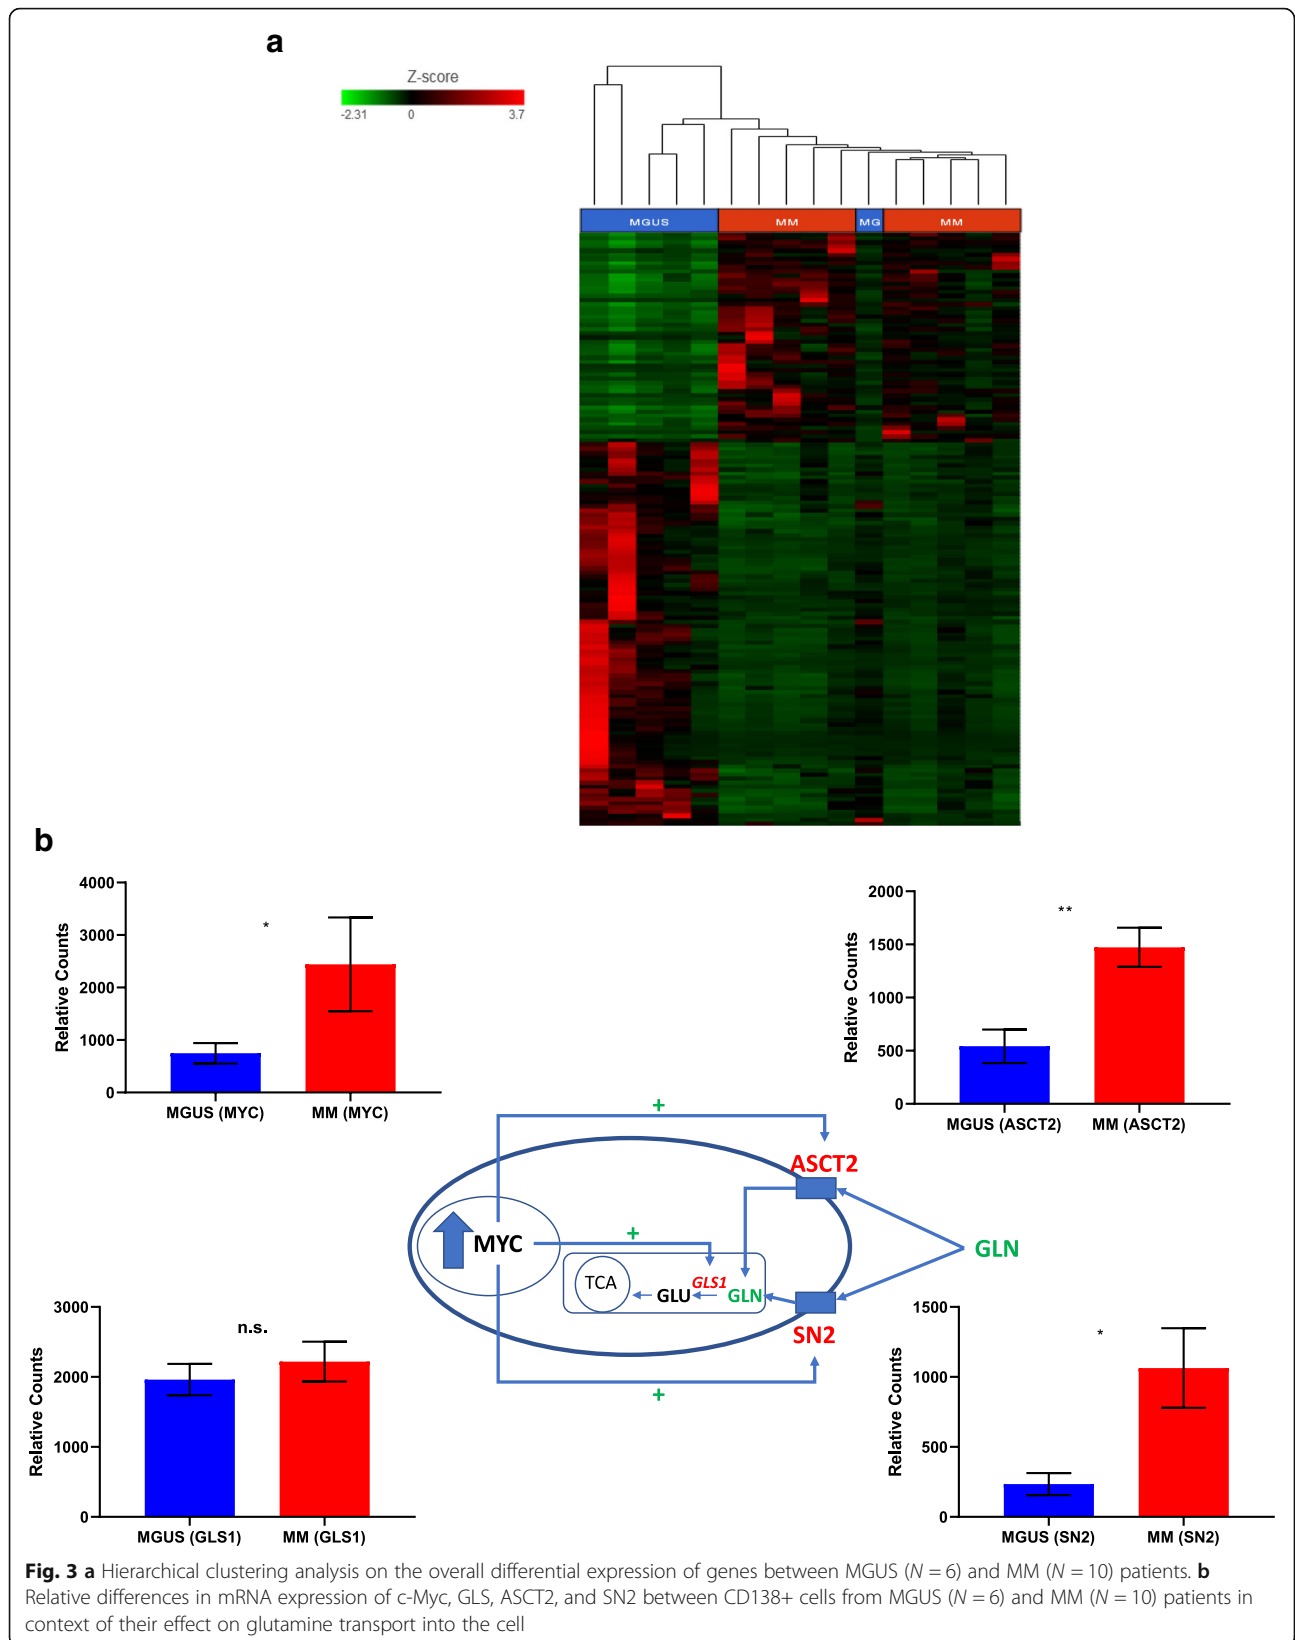 a
Z-score
-2.31 0 3.7
MGUS MM MG MM
b
4000
3000
2000
1000
0
Relative Counts
*
MGUS (MYC) MM (MYC)
2000
1500
1000
500
0
Relative Counts
**
MGUS (ASCT2) MM (ASCT2)
+
ASCT2
MYC
+
GLN
TCA
GLU
GLS1
GLN
SN2
+
3000
2000
1000
0
Relative Counts
n.s.
MGUS (GLS1) MM (GLS1)
1500
1000
500
0
Relative Counts
*
MGUS (SN2) MM (SN2)
Fig. 3 a Hierarchical clustering analysis on the overall differential expression of genes between MGUS (N = 6) and MM (N = 10) patients. b
Relative differences in mRNA expression of c-Myc, GLS, ASCT2, and SN2 between CD138+ cells from MGUS (N = 6) and MM (N = 10) patients in
context of their effect on glutamine transport into the cell